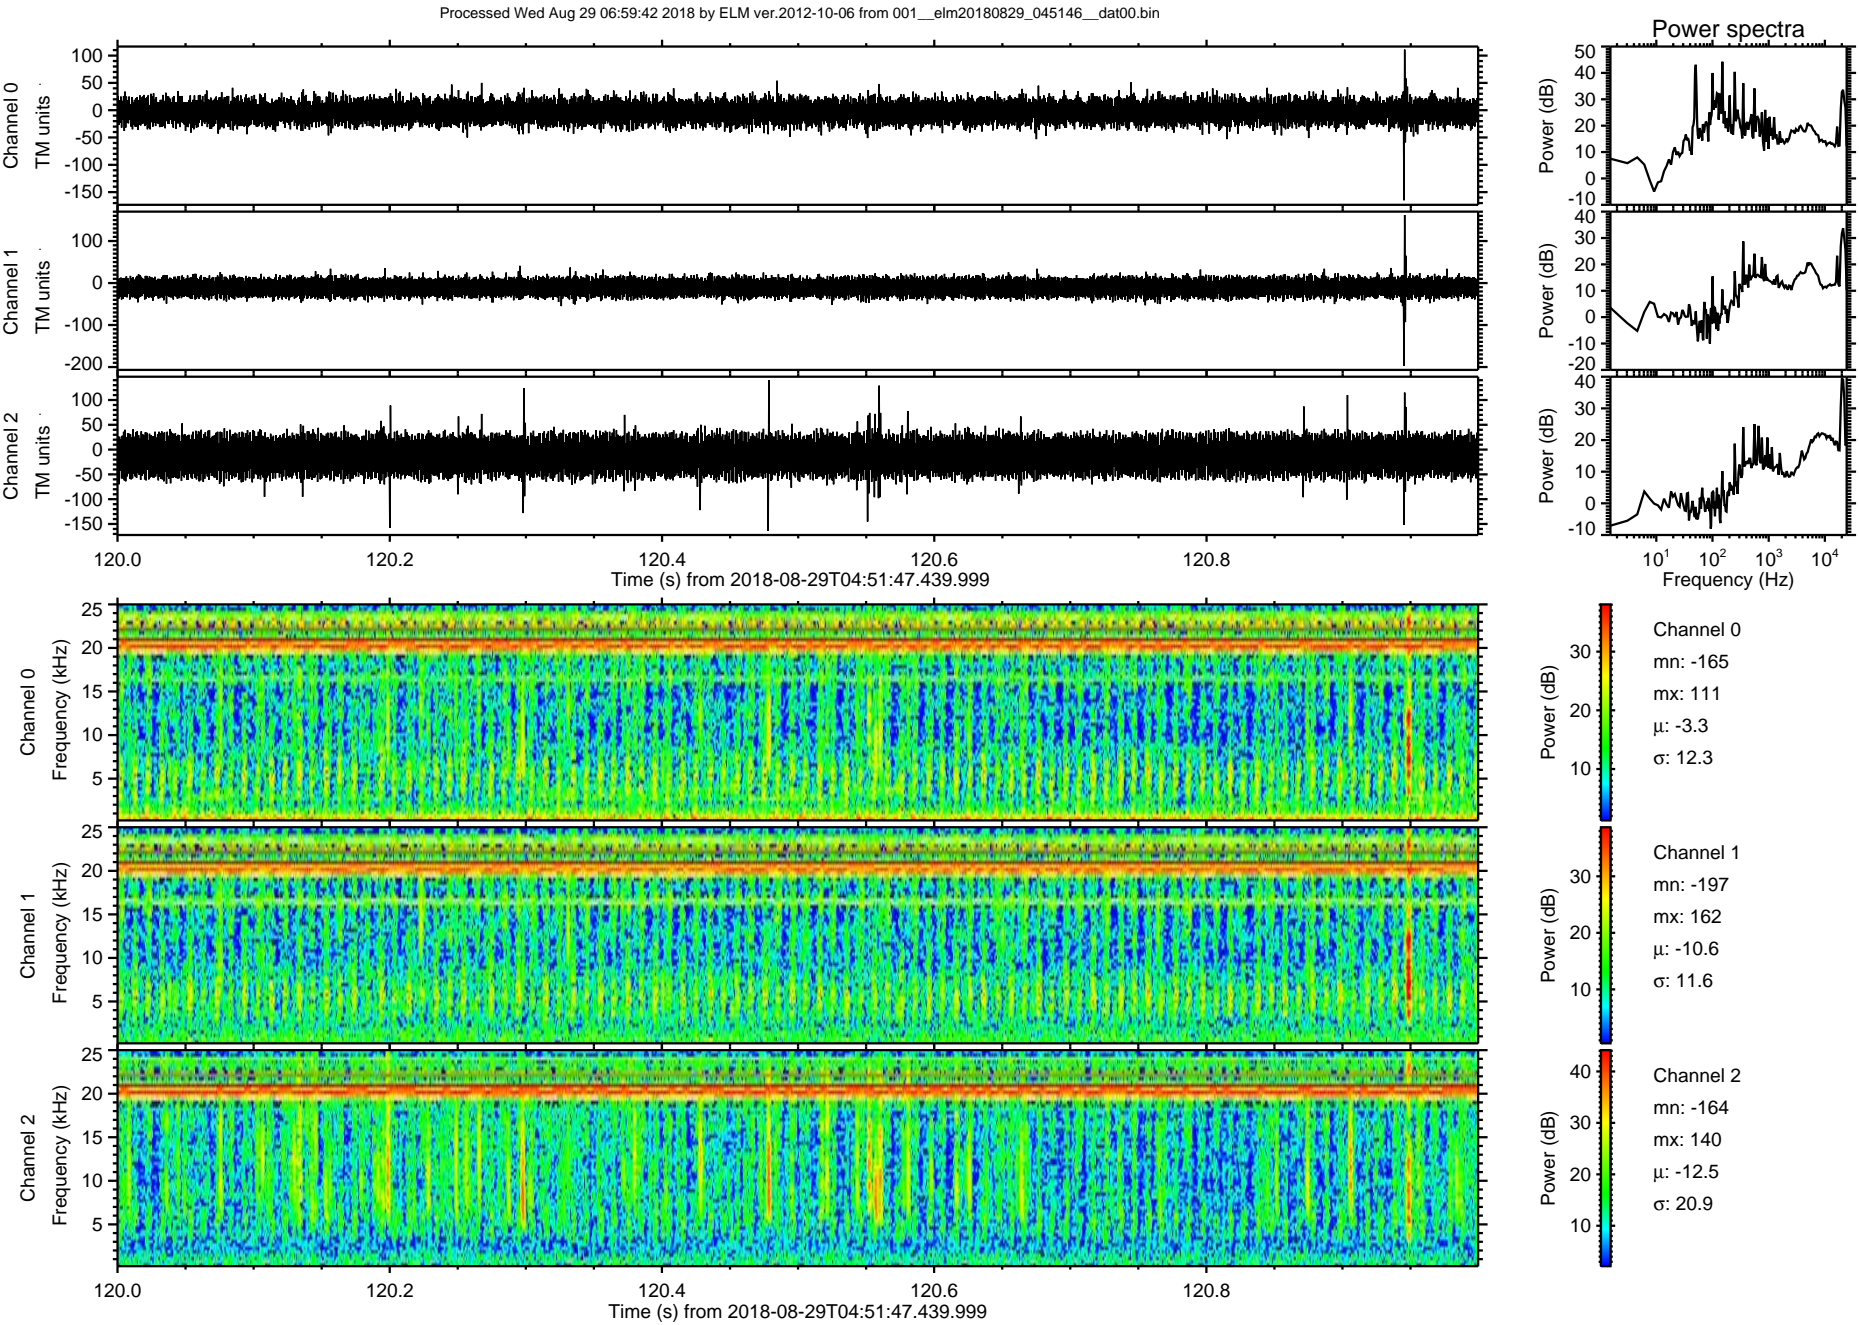 Processed Wed Aug 29 06:59:42 2018 by ELM ver.2012-10-06 from 001__elm20180829_045146__dat00.bin
Power spectra
Channel 0
TM units
100
50
0
-50
-100
-150
Power (dB)
50
40
30
20
10
0
-10
Channel 1
TM units
100
0
-100
-200
Power (dB)
40
30
20
10
0
-10
-20
Channel 2
TM units
100
50
0
-50
-100
-150
Power (dB)
40
30
20
10
0
-10
120.0 120.2 120.4 120.6 120.8
Time (s) from 2018-08-29T04:51:47.439.999
10^1 10^2 10^3 10^4
Frequency (Hz)
Channel 0
Frequency (kHz)
25
20
15
10
5
Power (dB)
30
20
10
Channel 0
mn: -165
mx: 111
μ: -3.3
σ: 12.3
Channel 1
Frequency (kHz)
25
20
15
10
5
Power (dB)
30
20
10
Channel 1
mn: -197
mx: 162
μ: -10.6
σ: 11.6
Channel 2
Frequency (kHz)
25
20
15
10
5
Power (dB)
40
30
20
10
Channel 2
mn: -164
mx: 140
μ: -12.5
σ: 20.9
120.0 120.2 120.4 120.6 120.8
Time (s) from 2018-08-29T04:51:47.439.999